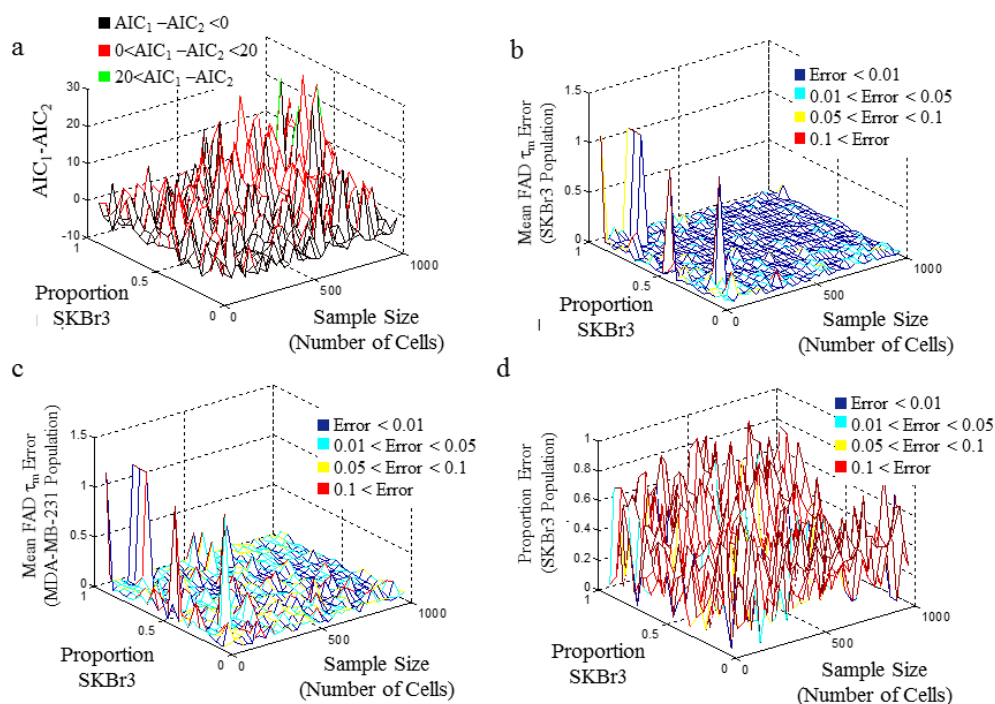 a
AIC₁ –AIC₂ <0
0<AIC₁ –AIC₂ <20
20<AIC₁ –AIC₂
AIC₁-AIC₂
30
20
10
0
-10
1
0.5
0
0
500
1000
Proportion
SKBr3
Sample Size
(Number of Cells)
b
Error < 0.01
0.01 < Error < 0.05
0.05 < Error < 0.1
0.1 < Error
Mean FAD τₘ Error
(SKBr3 Population)
1.5
1
0.5
0
1
0.5
0
0
500
1000
Proportion
SKBr3
Sample Size
(Number of Cells)
c
Error < 0.01
0.01 < Error < 0.05
0.05 < Error < 0.1
0.1 < Error
Mean FAD τₘ Error
(MDA-MB-231 Population)
1.5
1
0.5
0
1
0.5
0
0
500
1000
Proportion
SKBr3
Sample Size
(Number of Cells)
d
Error < 0.01
0.01 < Error < 0.05
0.05 < Error < 0.1
0.1 < Error
Proportion Error
(SKBr3 Population)
1
0.8
0.6
0.4
0.2
0
1
0.5
0
0
500
1000
Proportion
SKBr3
Sample Size
(Number of Cells)